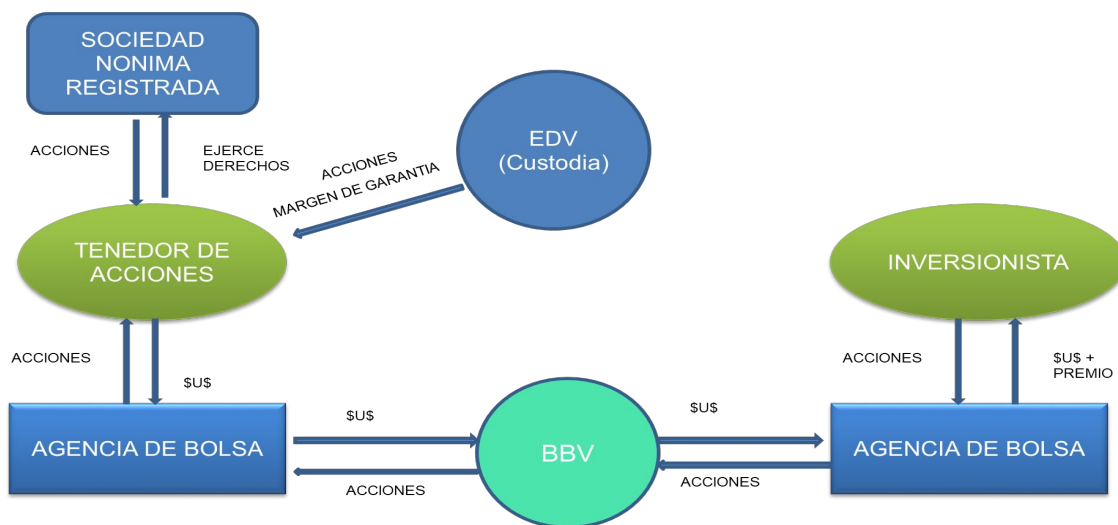 SOCIEDAD
NONIMA
REGISTRADA
ACCIONES
EJERCE
DERECHOS
ACCIONES
MARGEN DE GARANTIA
EDV
(Custodia)
TENEDOR DE
ACCIONES
INVERSIONISTA
ACCIONES
$U$
ACCIONES
$U$ +
PREMIO
AGENCIA DE BOLSA
$U$
ACCIONES
BBV
$U$
ACCIONES
AGENCIA DE BOLSA